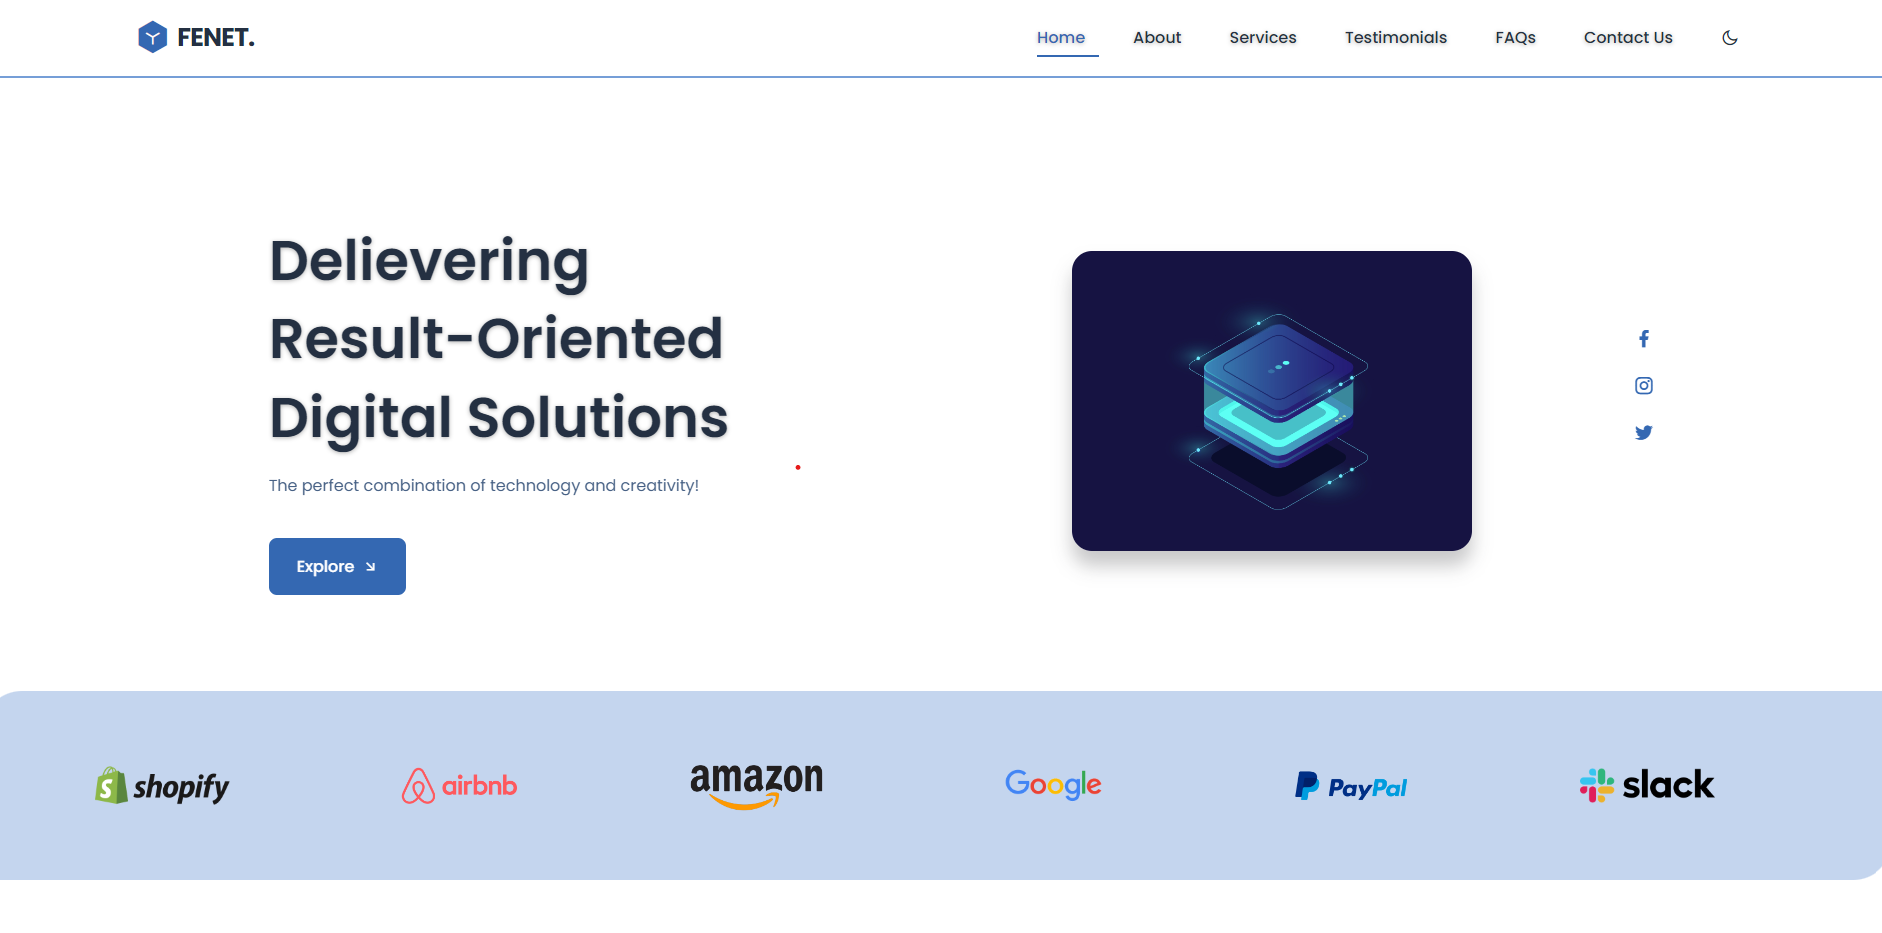 FENET.
Home About Services Testimonials FAQs Contact Us
Delievering
Result-Oriented
Digital Solutions
The perfect combination of technology and creativity!
Explore
shopify airbnb amazon Google PayPal slack